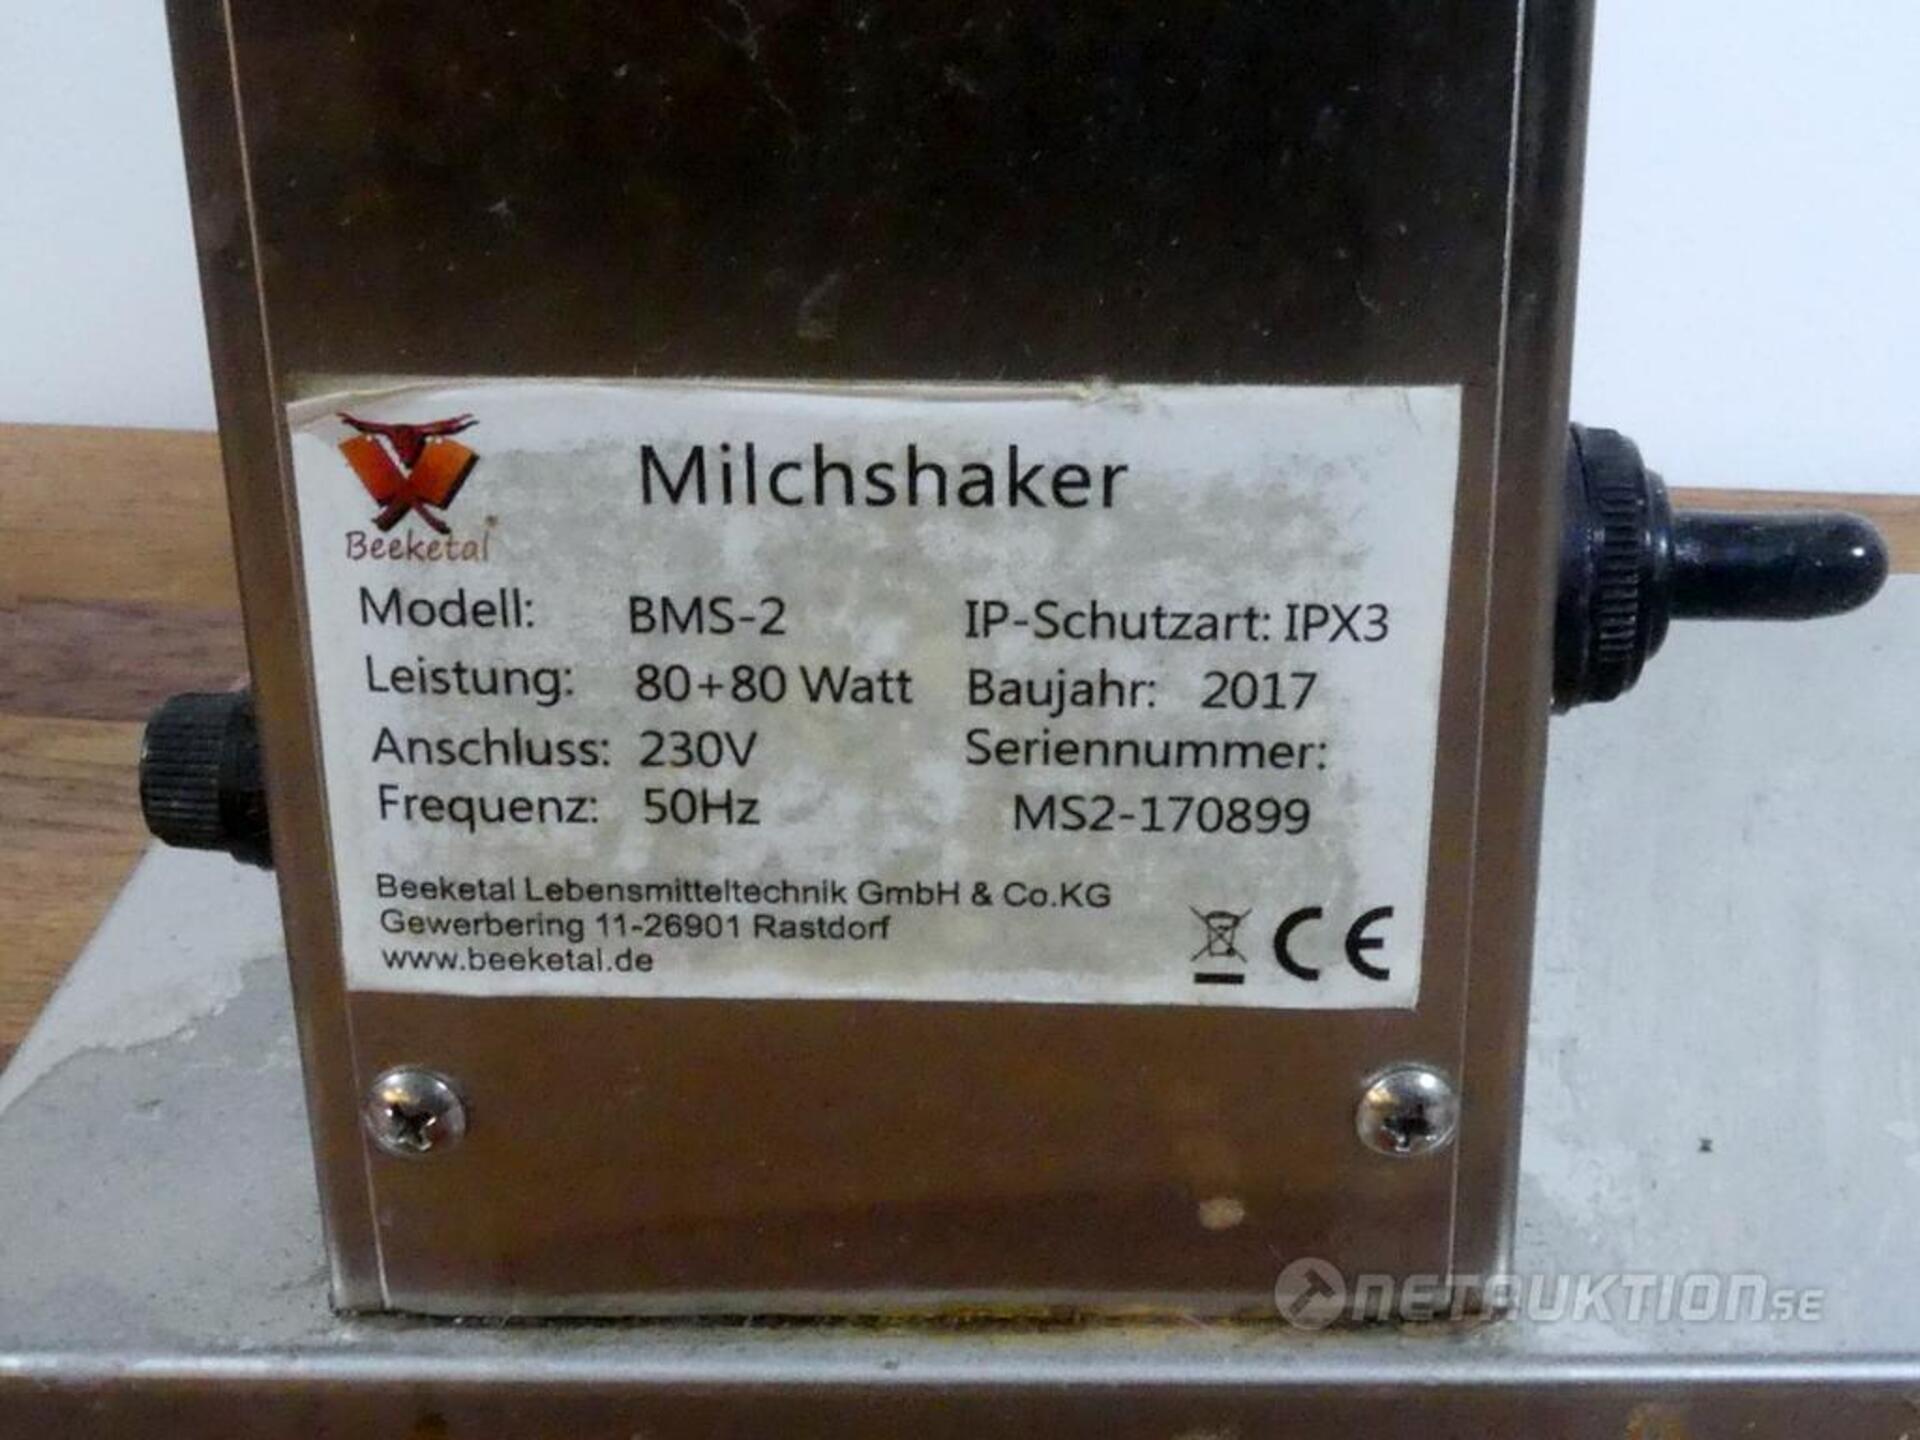 Beeketal
Milchshaker
Modell: BMS-2 IP-Schutzart: IPX3
Leistung: 80+80 Watt Baujahr: 2017
Anschluss: 230V Seriennummer:
Frequenz: 50Hz MS2-170899
Beeketal Lebensmitteltechnik GmbH & Co.KG
Gewerbering 11-26901 Rastdorf
www.beeketal.de
CE
NETAUKTION.SE